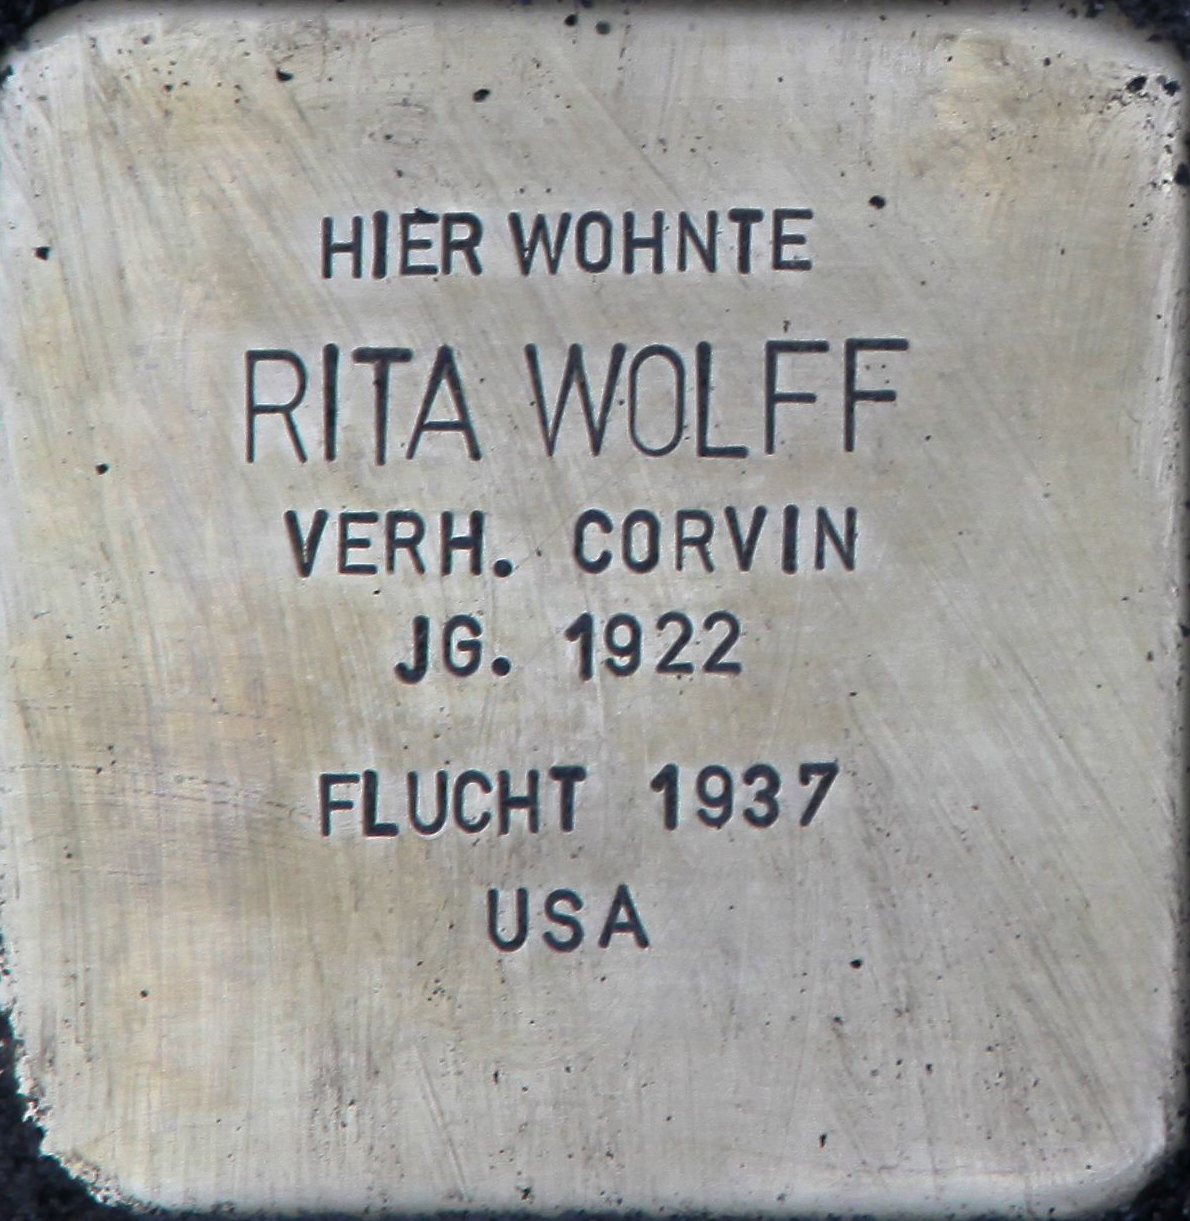 HIER WOHNTE
RITA WOLFF
VERH. CORVIN
JG. 1922
FLUCHT 1937
USA